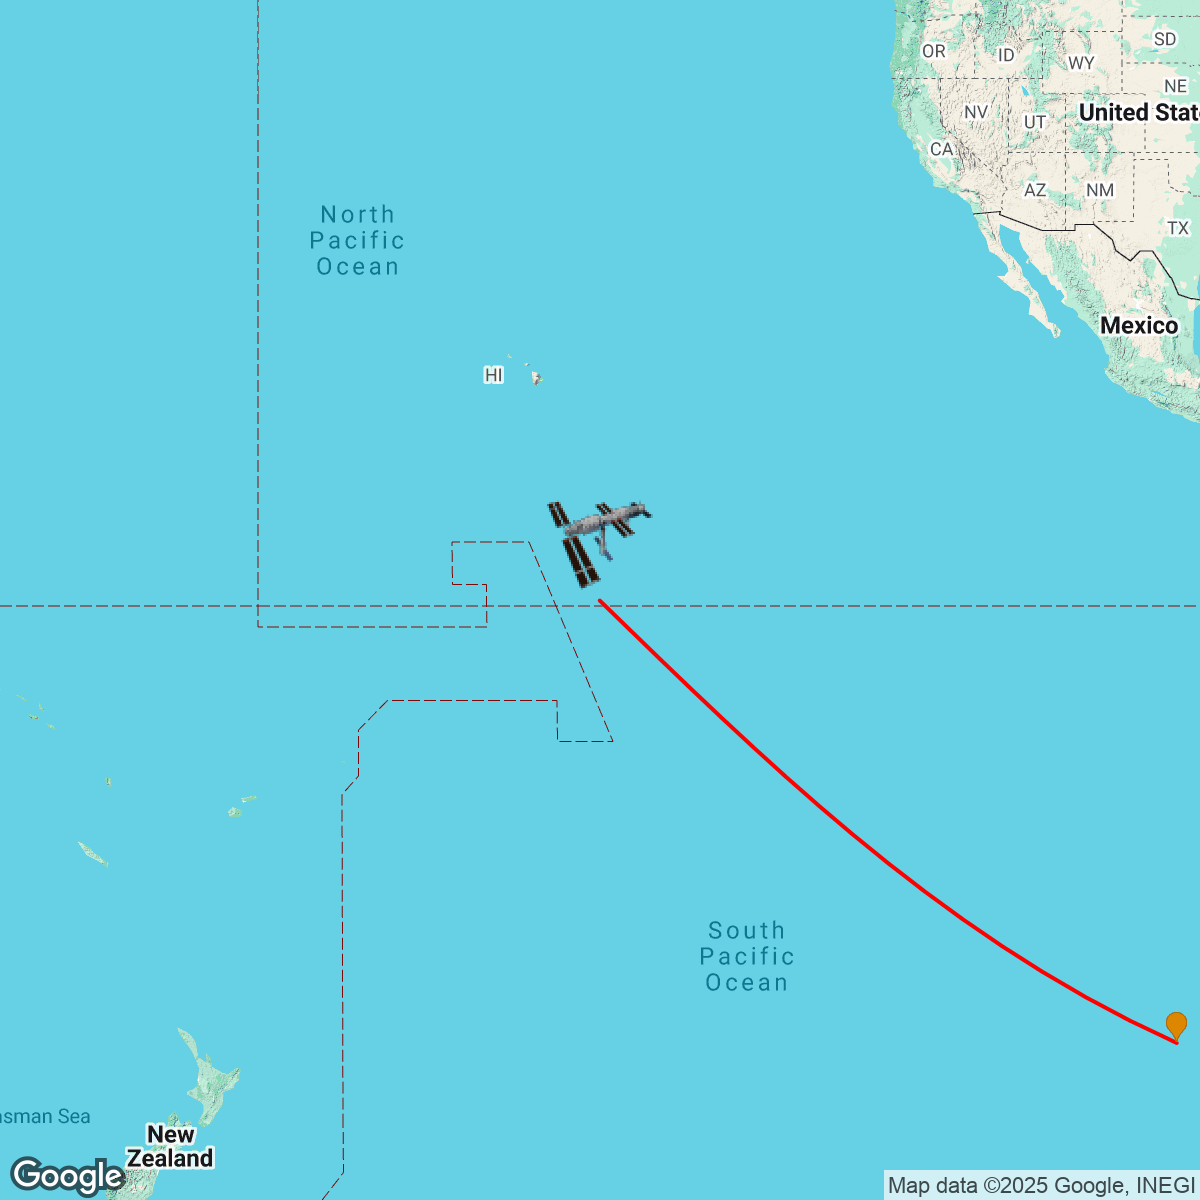 OR
ID
WY
SD
NE
NV
UT
United Stat
CA
AZ
NM
TX
North
Pacific
Ocean
Mexico
HI
South
Pacific
Ocean
asman Sea
New
Zealand
Google
Map data ©2025 Google, INEGI